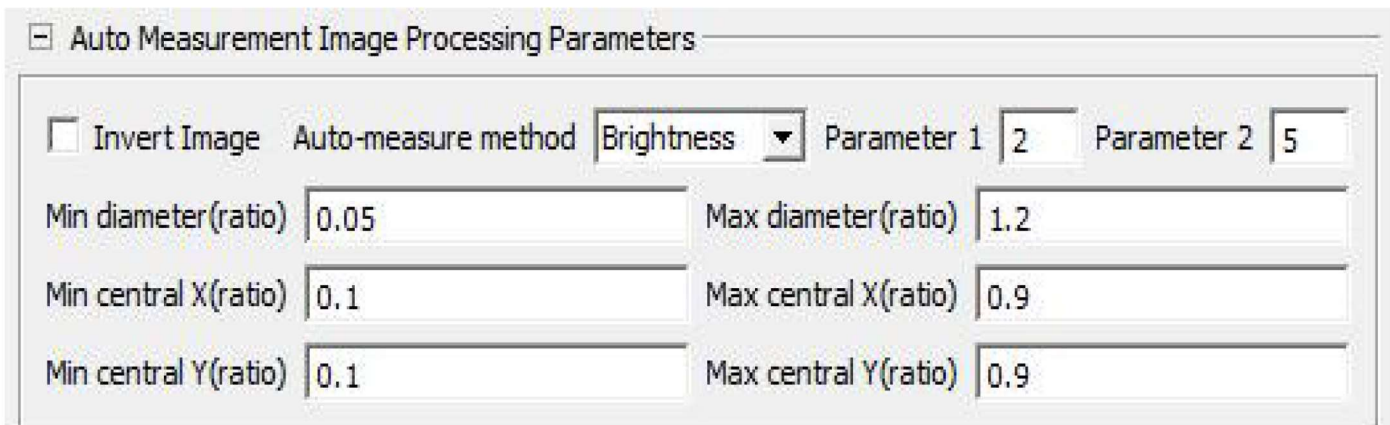 Auto Measurement Image Processing Parameters
Invert Image Auto-measure method Brightness Parameter 1 2 Parameter 2 5
Min diameter(ratio) 0.05 Max diameter(ratio) 1.2
Min central X(ratio) 0.1 Max central X(ratio) 0.9
Min central Y(ratio) 0.1 Max central Y(ratio) 0.9